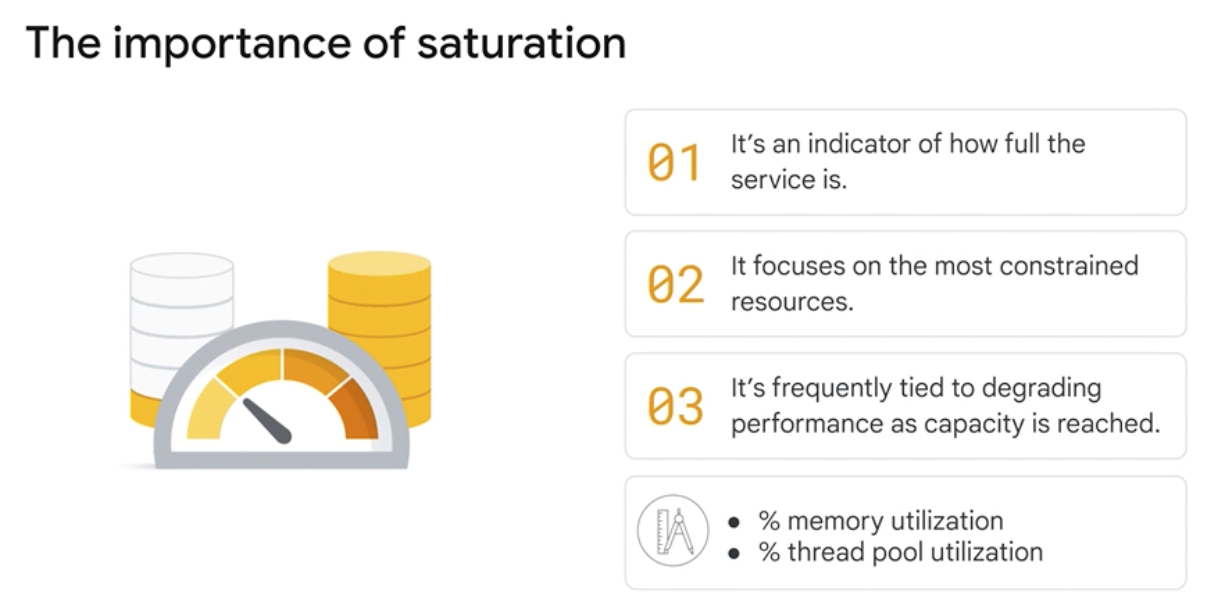 The importance of saturation
01
It’s an indicator of how full the
service is.
02
It focuses on the most constrained
resources.
03
It’s frequently tied to degrading
performance as capacity is reached.
● % memory utilization
● % thread pool utilization